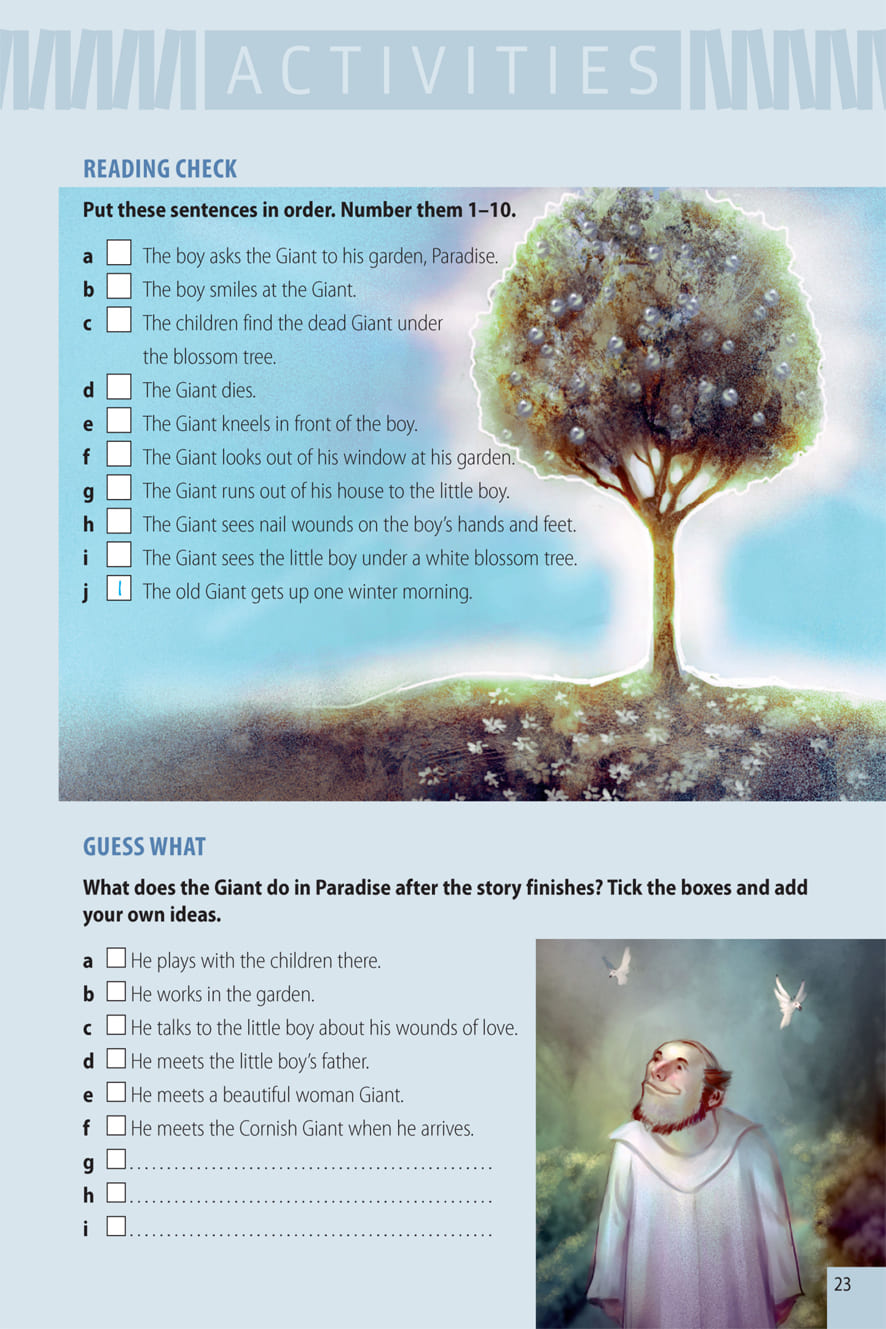 ACTIVITIES
READING CHECK
Put these sentences in order. Number them 1–10.
a The boy asks the Giant to his garden, Paradise.
b The boy smiles at the Giant.
c The children find the dead Giant under
the blossom tree.
d The Giant dies.
e The Giant kneels in front of the boy.
f The Giant looks out of his window at his garden.
g The Giant runs out of his house to the little boy.
h The Giant sees nail wounds on the boy’s hands and feet.
i The Giant sees the little boy under a white blossom tree.
j 1 The old Giant gets up one winter morning.
GUESS WHAT
What does the Giant do in Paradise after the story finishes? Tick the boxes and add
your own ideas.
a He plays with the children there.
b He works in the garden.
c He talks to the little boy about his wounds of love.
d He meets the little boy’s father.
e He meets a beautiful woman Giant.
f He meets the Cornish Giant when he arrives.
g ................................................
h ................................................
i ................................................
23